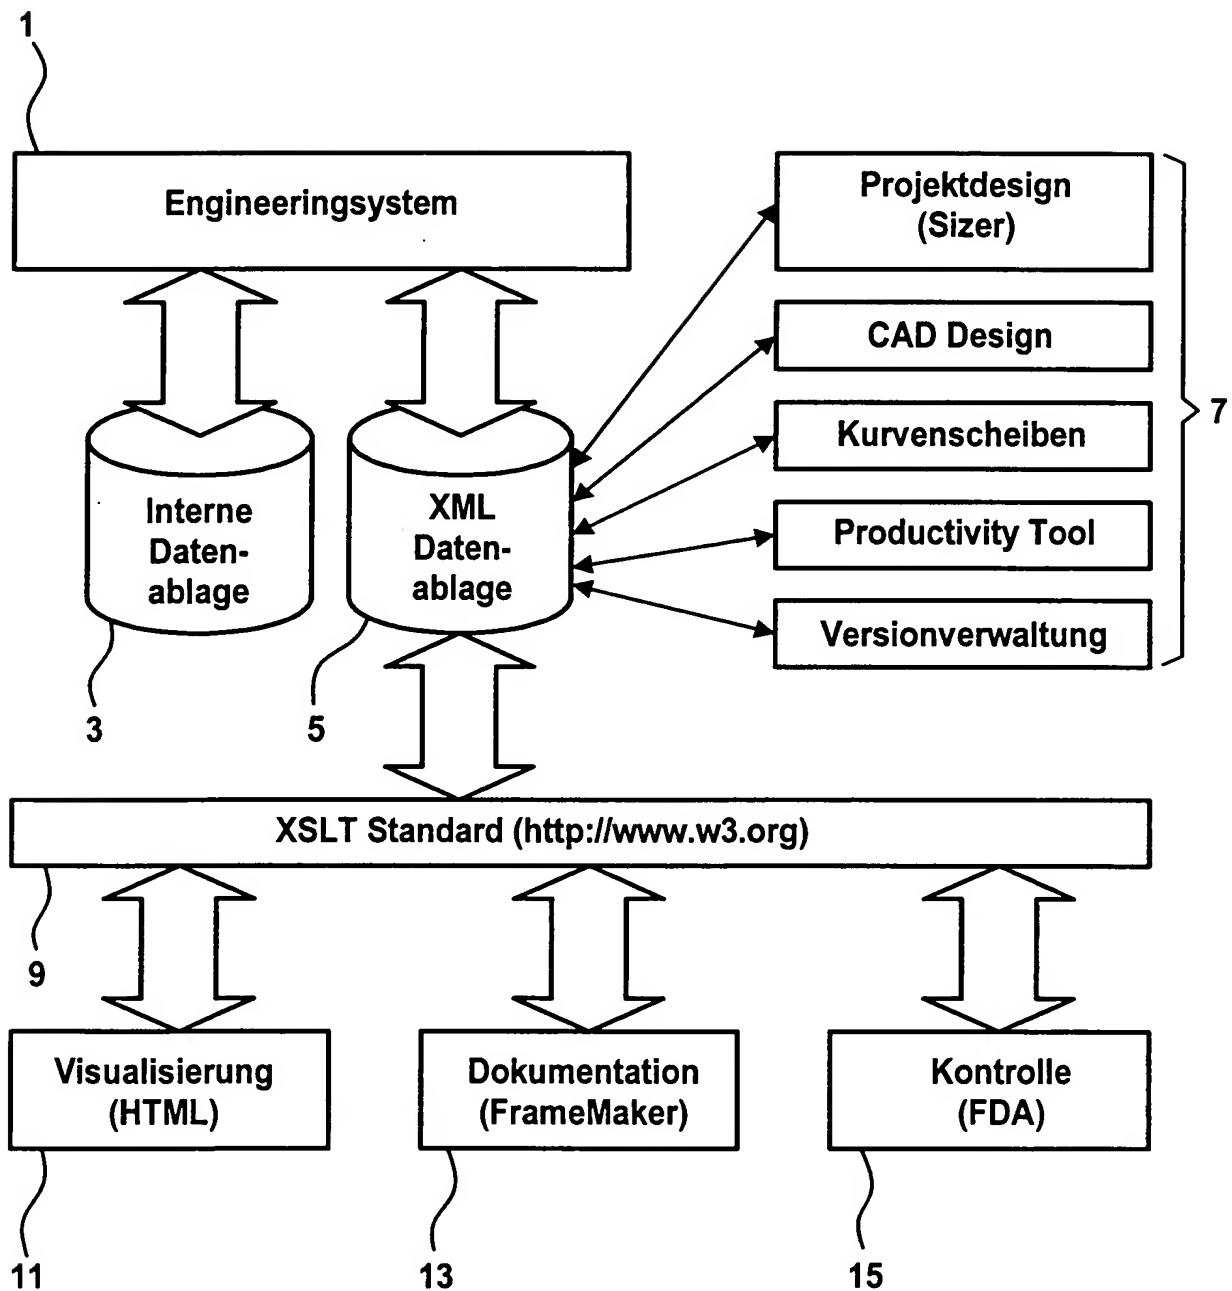 1
Engineeringsystem
Projektdesign
(Sizer)
CAD Design
Kurvenscheiben
Productivity Tool
Versionverwaltung
7
Interne
Daten-
ablage
XML
Daten-
ablage
3
5
XSLT Standard (http://www.w3.org)
9
Visualisierung
(HTML)
Dokumentation
(FrameMaker)
Kontrolle
(FDA)
11
13
15